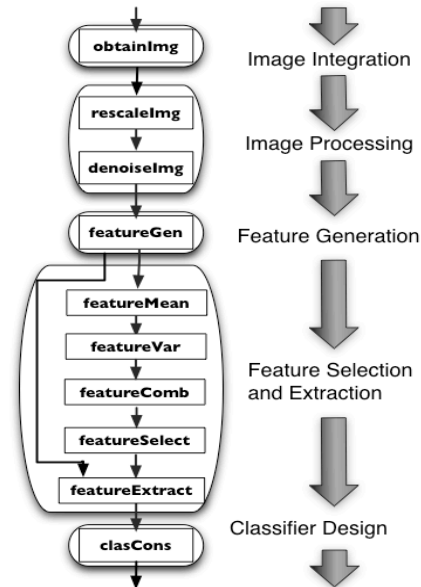 obtainImg
Image Integration
rescaleImg
Image Processing
denoiseImg
featureGen
Feature Generation
featureMean
featureVar
Feature Selection
and Extraction
featureComb
featureSelect
featureExtract
Classifier Design
clasCons